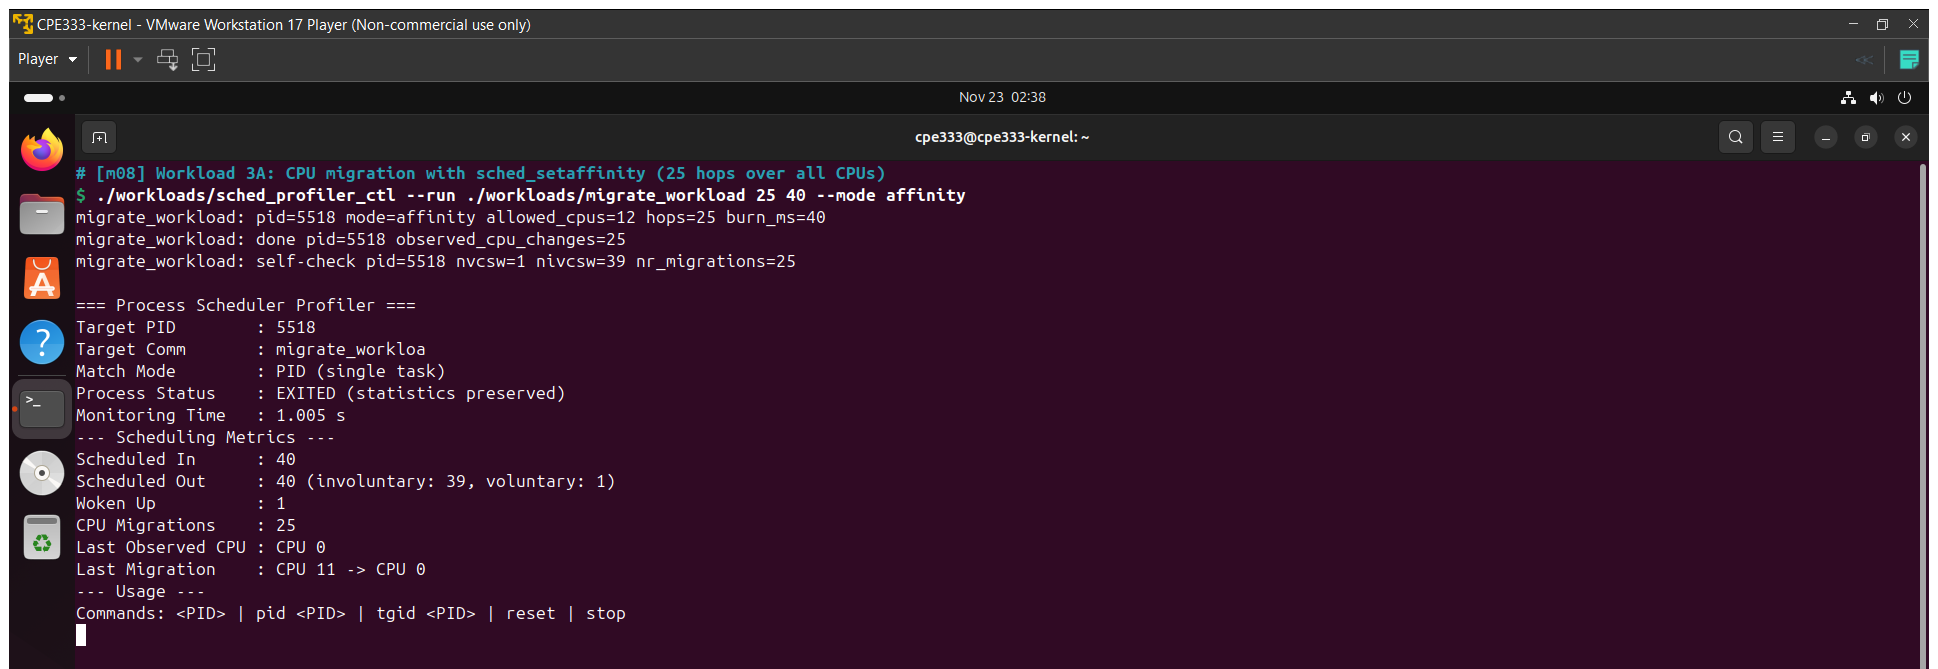 CPE333-kernel - VMware Workstation 17 Player (Non-commercial use only)
Player
Nov 23 02:38
cpe333@cpe333-kernel: ~
# [m08] Workload 3A: CPU migration with sched_setaffinity (25 hops over all CPUs)
$ ./workloads/sched_profiler_ctl --run ./workloads/migrate_workload 25 40 --mode affinity
migrate_workload: pid=5518 mode=affinity allowed_cpus=12 hops=25 burn_ms=40
migrate_workload: done pid=5518 observed_cpu_changes=25
migrate_workload: self-check pid=5518 nvcsw=1 nivcsw=39 nr_migrations=25
=== Process Scheduler Profiler ===
Target PID : 5518
Target Comm : migrate_workloa
Match Mode : PID (single task)
Process Status : EXITED (statistics preserved)
Monitoring Time : 1.005 s
--- Scheduling Metrics ---
Scheduled In : 40
Scheduled Out : 40 (involuntary: 39, voluntary: 1)
Woken Up : 1
CPU Migrations : 25
Last Observed CPU : CPU 0
Last Migration : CPU 11 -> CPU 0
--- Usage ---
Commands: <PID> | pid <PID> | tgid <PID> | reset | stop